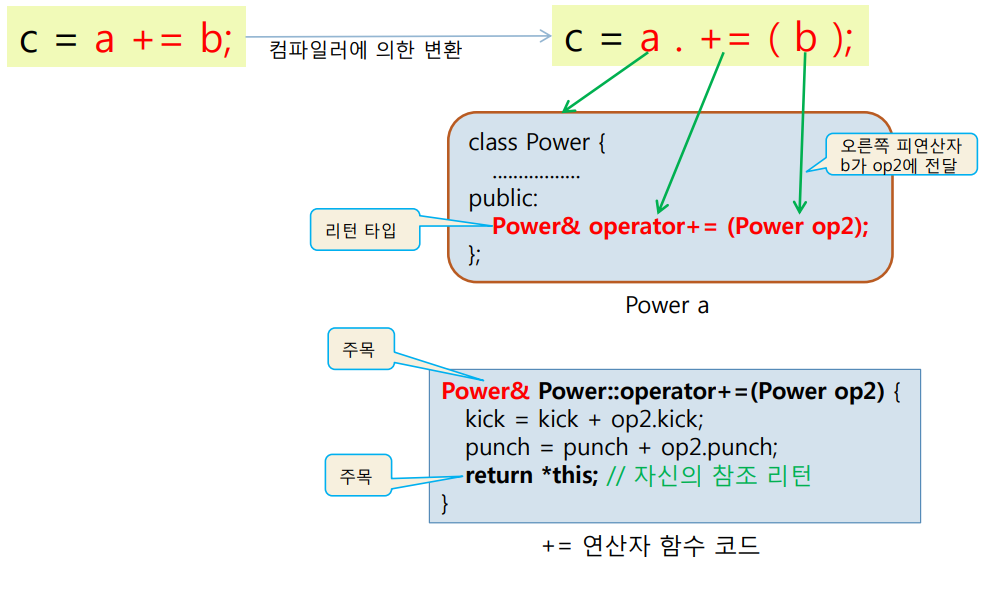 c = a += b;
컴파일러에 의한 변환
c = a . += ( b );
class Power {
.................
public:
Power& operator+= (Power op2);
};
오른쪽 피연산자
b가 op2에 전달
리턴 타입
Power a
주목
Power& Power::operator+=(Power op2) {
kick = kick + op2.kick;
punch = punch + op2.punch;
주목
return *this; // 자신의 참조 리턴
}
+= 연산자 함수 코드